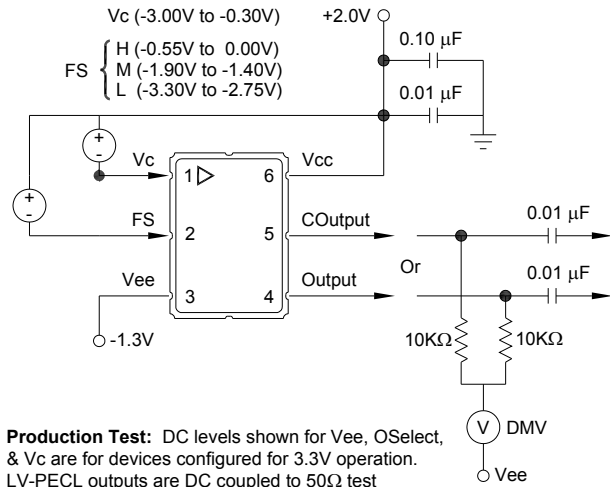 Vc (-3.00V to -0.30V)
+2.0V
FS
H (-0.55V to 0.00V)
M (-1.90V to -1.40V)
L (-3.30V to -2.75V)
0.10 μF
0.01 μF
+
-
Vc
1
6
Vcc
+
-
FS
2
5
COutput
0.01 μF
Or
Vee
3
4
Output
0.01 μF
-1.3V
10KΩ
10KΩ
V
DMV
Vee
Production Test: DC levels shown for Vee, OSelect,
& Vc are for devices configured for 3.3V operation.
LV-PECL outputs are DC coupled to 50Ω test